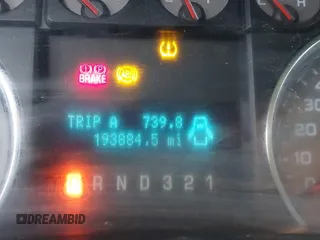 BRAKE
TRIP A 739.8
193884.5 mi
R N D 3 2 1
DREAMBID